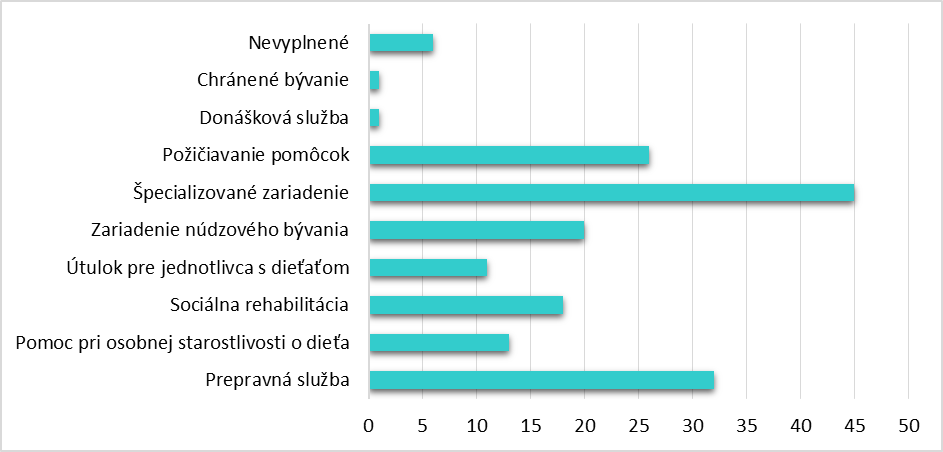 Nevyplnené
Chránené bývanie
Donášková služba
Požičiavanie pomôcok
Špecializované zariadenie
Zariadenie núdzového bývania
Útulok pre jednotlivca s dieťaťom
Sociálna rehabilitácia
Pomoc pri osobnej starostlivosti o dieťa
Prepravná služba
0 5 10 15 20 25 30 35 40 45 50